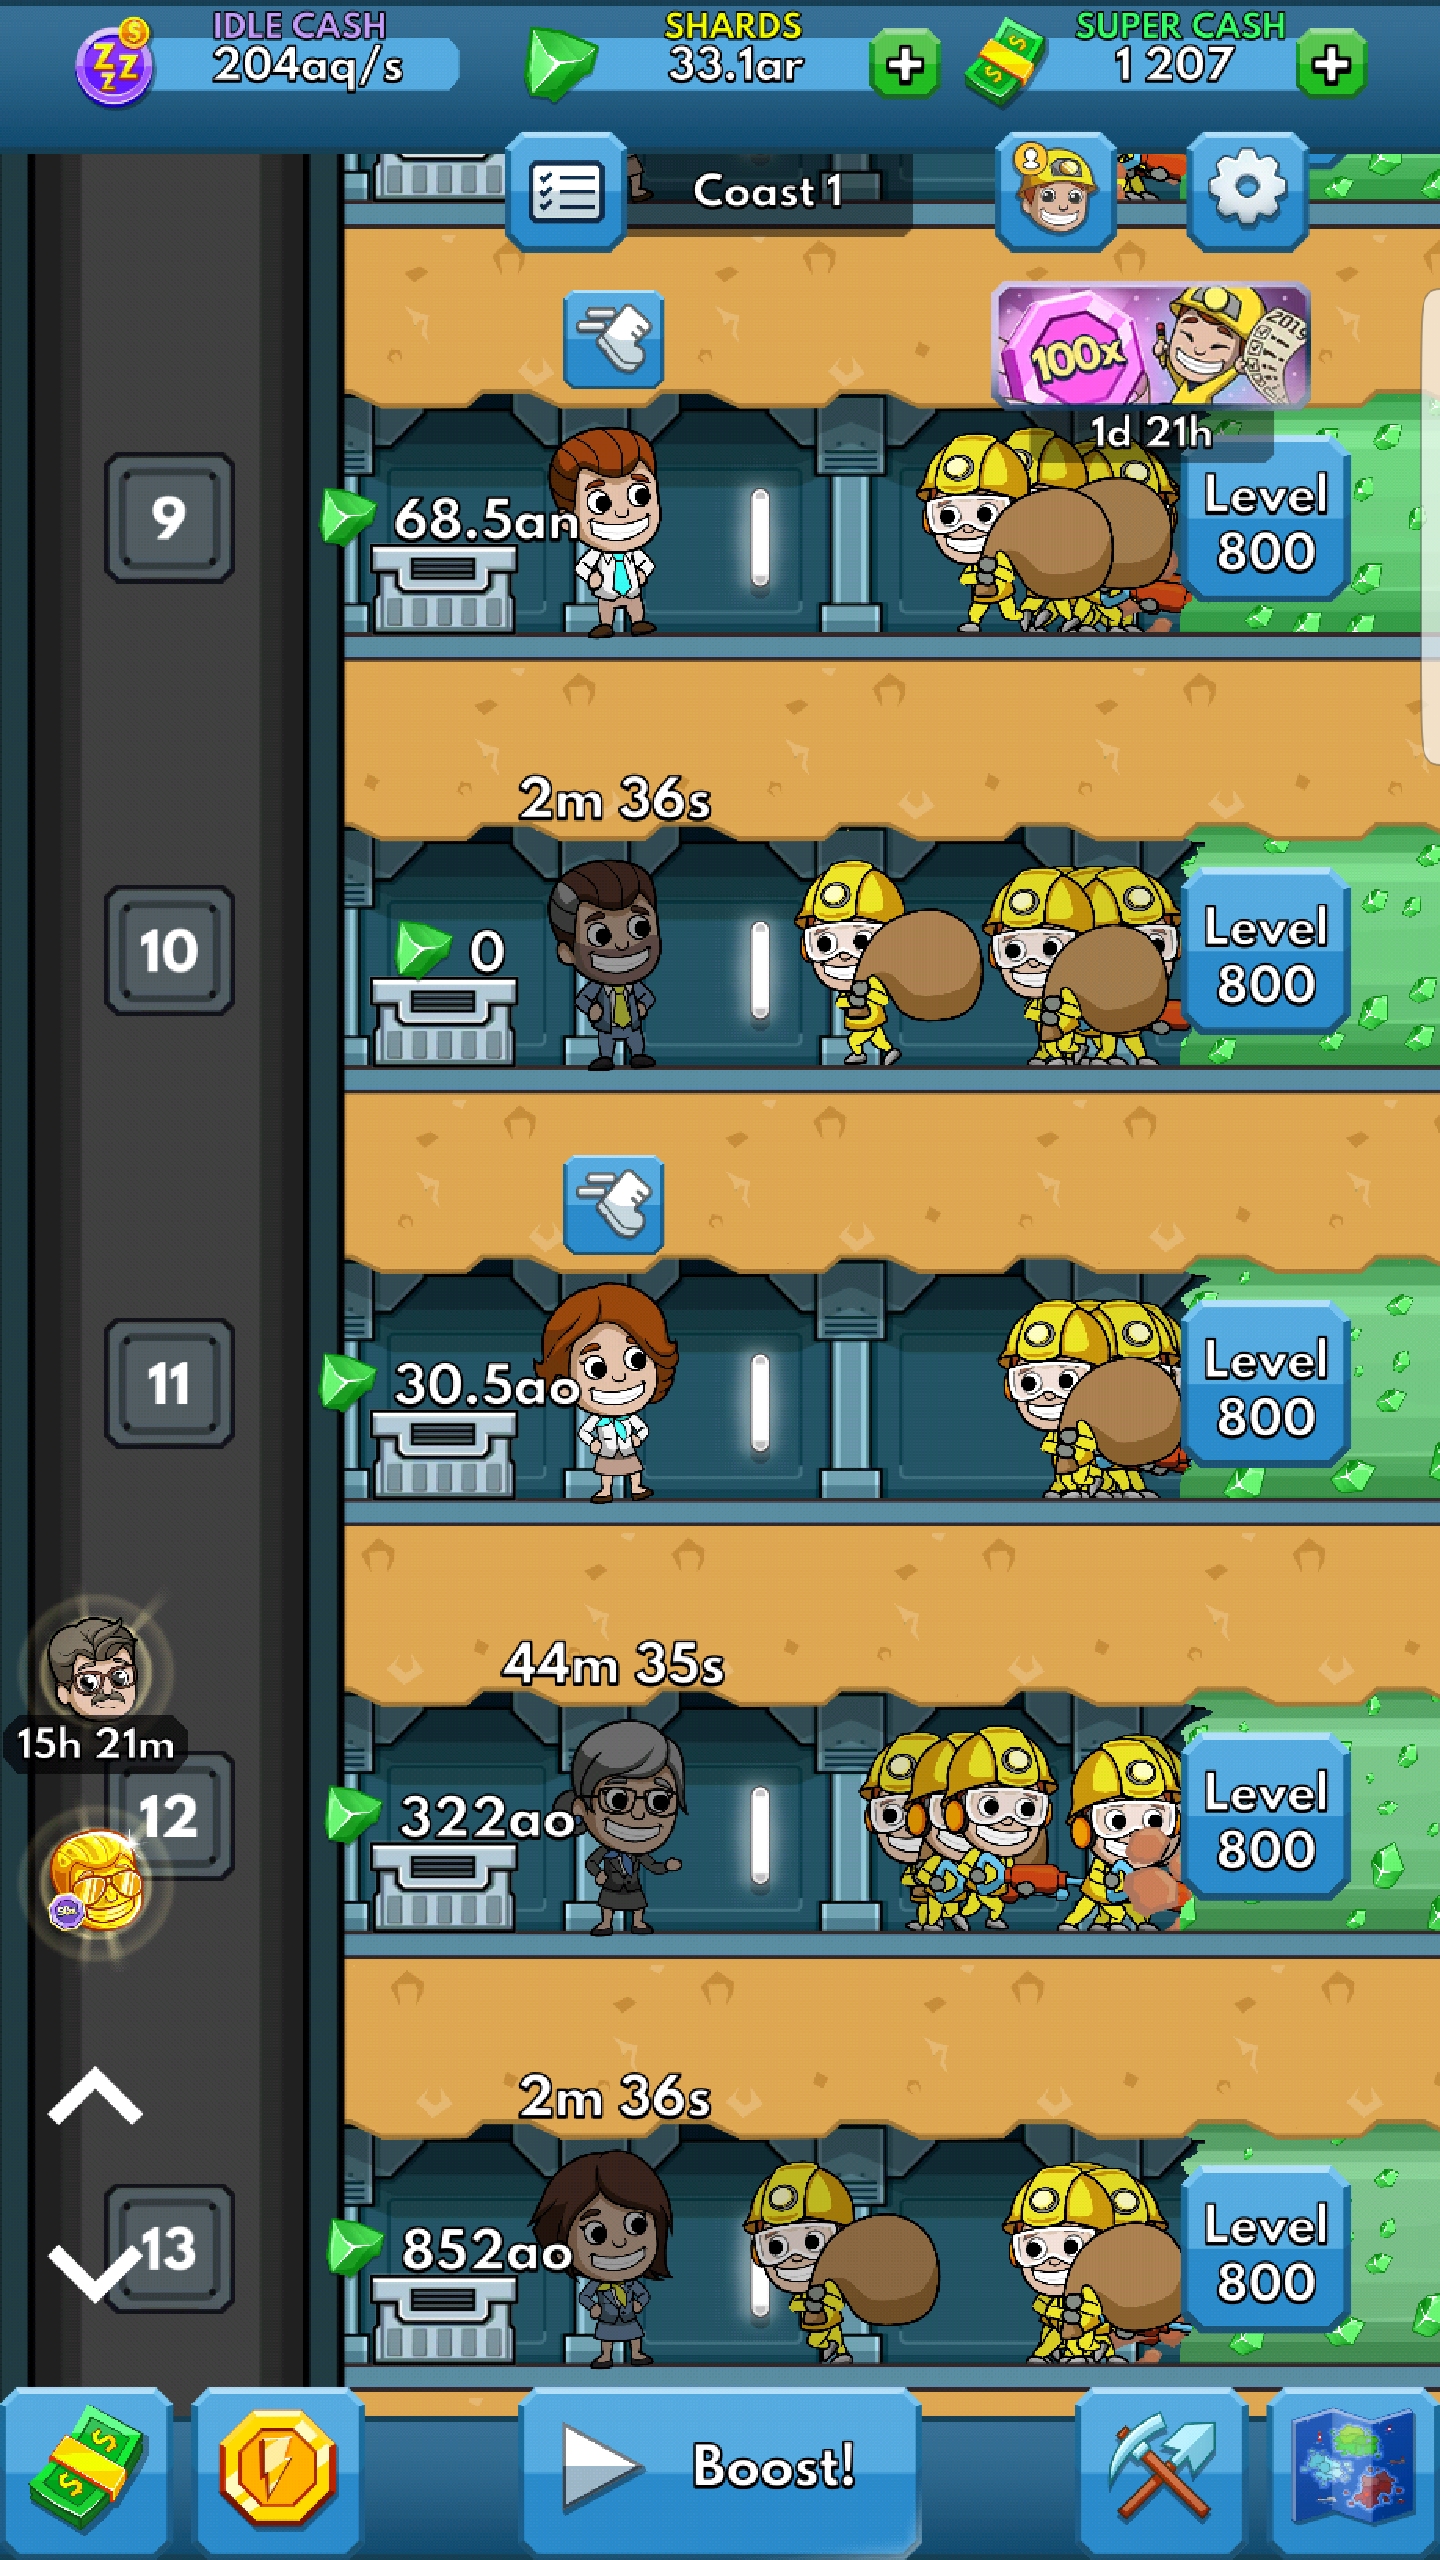 IDLE CASH
204aq/s
SHARDS
33.1ar
SUPER CASH
1 207
Coast 1
100x
2019
1d 21h
9
68.5an
Level
800
2m 36s
10
0
Level
800
11
30.5ao
Level
800
44m 35s
15h 21m
12
322ao
Level
800
2m 36s
13
852ao
Level
800
Boost!